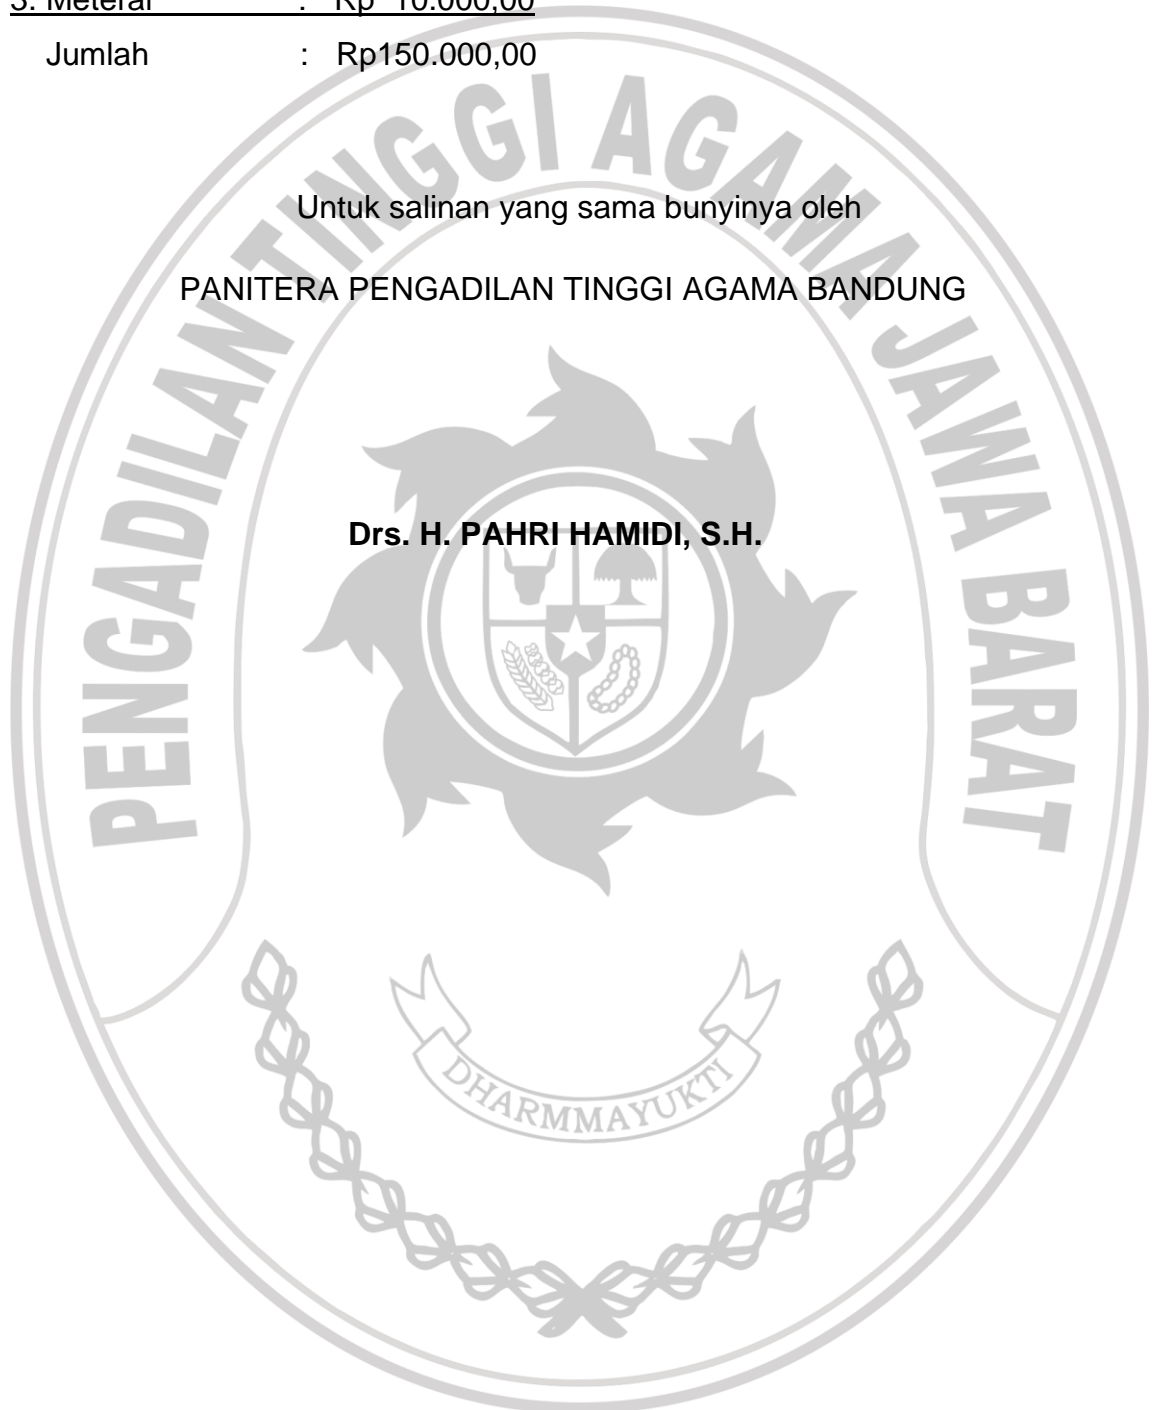 3. Meterai : Rp 10.000,00
Jumlah : Rp150.000,00
Untuk salinan yang sama bunyinya oleh
PANITERA PENGADILAN TINGGI AGAMA BANDUNG
Drs. H. PAHRI HAMIDI, S.H.
PENGADILAN TINGGI AGAMA JAWA BARAT
DHARMMAYUKTI